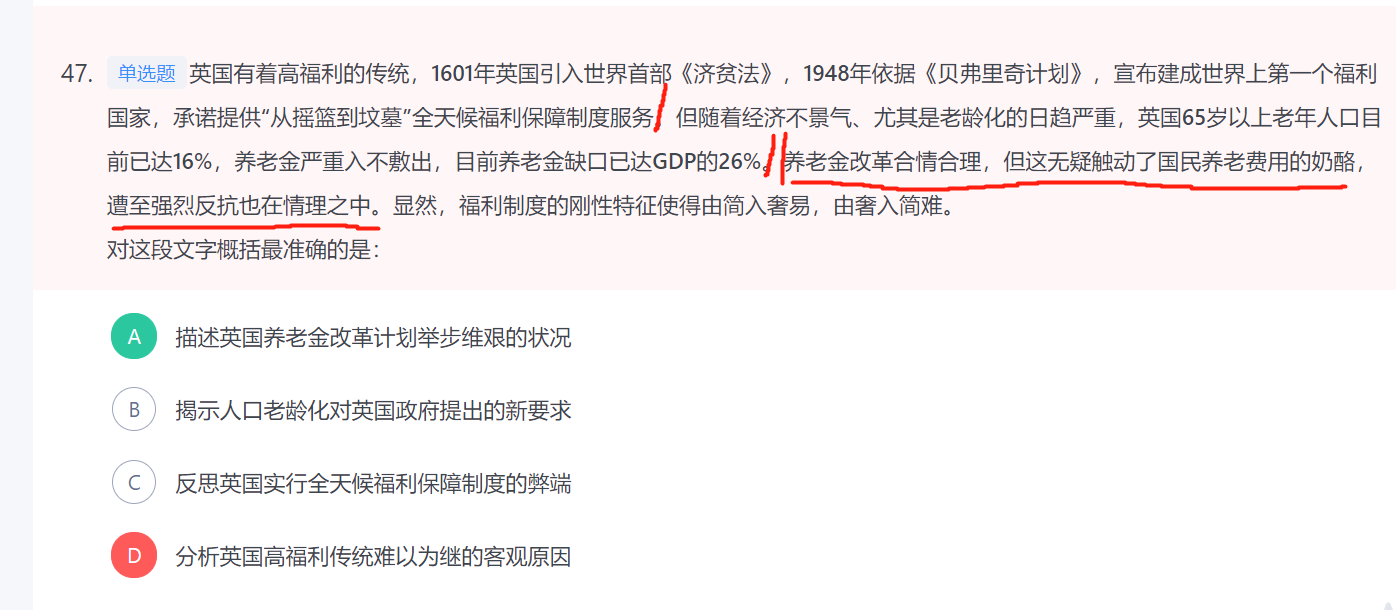 47. 单选题 英国有着高福利的传统，1601年英国引入世界首部《济贫法》，1948年依据《贝弗里奇计划》，宣布建成世界上第一个福利
国家，承诺提供“从摇篮到坟墓”全天候福利保障制度服务。但随着经济不景气、尤其是老龄化的日趋严重，英国65岁以上老年人口目
前已达16%，养老金严重入不敷出，目前养老金缺口已达GDP的26%。养老金改革合情合理，但这无疑触动了国民养老费用的奶酪，
遭至强烈反抗也在情理之中。显然，福利制度的刚性特征使得由简入奢易，由奢入简难。
对这段文字概括最准确的是：
A 描述英国养老金改革计划举步维艰的状况
B 揭示人口老龄化对英国政府提出的新要求
C 反思英国实行全天候福利保障制度的弊端
D 分析英国高福利传统难以为继的客观原因